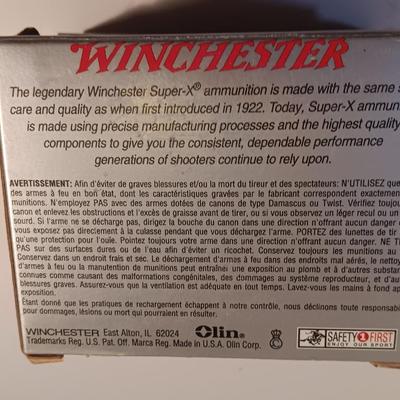 WINCHESTER
The legendary Winchester Super-X® ammunition is made with the same
care and quality as when first introduced in 1922. Today, Super-X
is made using precise manufacturing processes and the highest quality
components to give you the consistent, dependable performance
generations of shooters continue to rely upon.
AVERTISSEMENT: Afin d'éviter de graves blessures et/ou la mort du tireur et des spectateurs: N'UTILISEZ
des armes à feu en bon état, dont les caractéristiques gravées par le fabricant correspondent exactement
munitions. N'employez PAS avec des armes dotées de canons de type Damascus ou Twist. Vérifiez
canon et enlevez les obstructions et l'excès de graisse avant de tirer, ou si vous observez un léger recul ou un
sourd. Si l'arme ne se décharge pas, dirigez la bouche du canon dans une direction n'offrant aucun danger
vous exposez pas directement à la culasse pendant que vous déchargez l'arme. PORTEZ des lunettes de tir
qu'une protection pour l'ouïe. Pointez toujours votre arme dans une direction n'offrant aucun danger. NE
PAS sur des surfaces dures ou de l'eau afin d'éviter un ricochet. Conservez toujours les munitions au
Conservez dans un endroit frais et sec. Le déchargement d'armes à feu dans des endroits mal aérés, le
d'armes à feu ou la manutention de munitions peut entraîner une exposition au plomb et à d'autres
connues comme causant des malformations congénitales, des dommages au système reproducteur, et
blessures graves. Assurez-vous que la ventilation est adéquate en tout temps. Lavez-vous les mains à fond
exposition.
Étant donné que les pratiques de rechargement échappent à notre contrôle, nous déclinons toute
pour dommages, lésions ou mort qui pourraient en résulter.
WINCHESTER East Alton, IL 62024 Olin
Trademarks Reg. U.S. Pat. Off. Marca Reg. Made in U.S.A. Olin Corp.
SAFETY 1 FIRST
ENJOY OUR SPORT